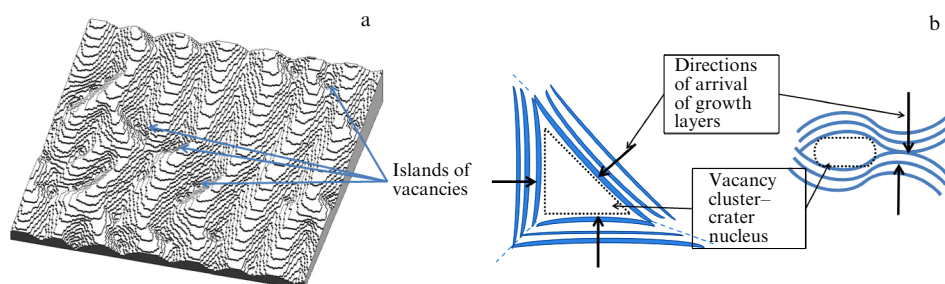 a
Islands of
vacancies
b
Directions
of arrival
of growth
layers
Vacancy
cluster–
crater
nucleus